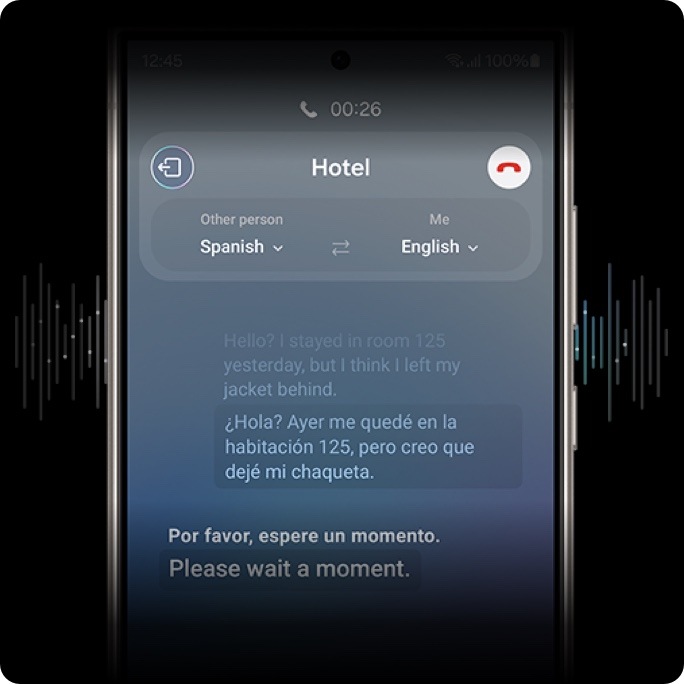 12:45
100%
00:26
Hotel
Other person
Me
Spanish
English
Hello? I stayed in room 125
yesterday, but I think I left my
jacket behind.
¿Hola? Ayer me quedé en la
habitación 125, pero creo que
dejé mi chaqueta.
Por favor, espere un momento.
Please wait a moment.